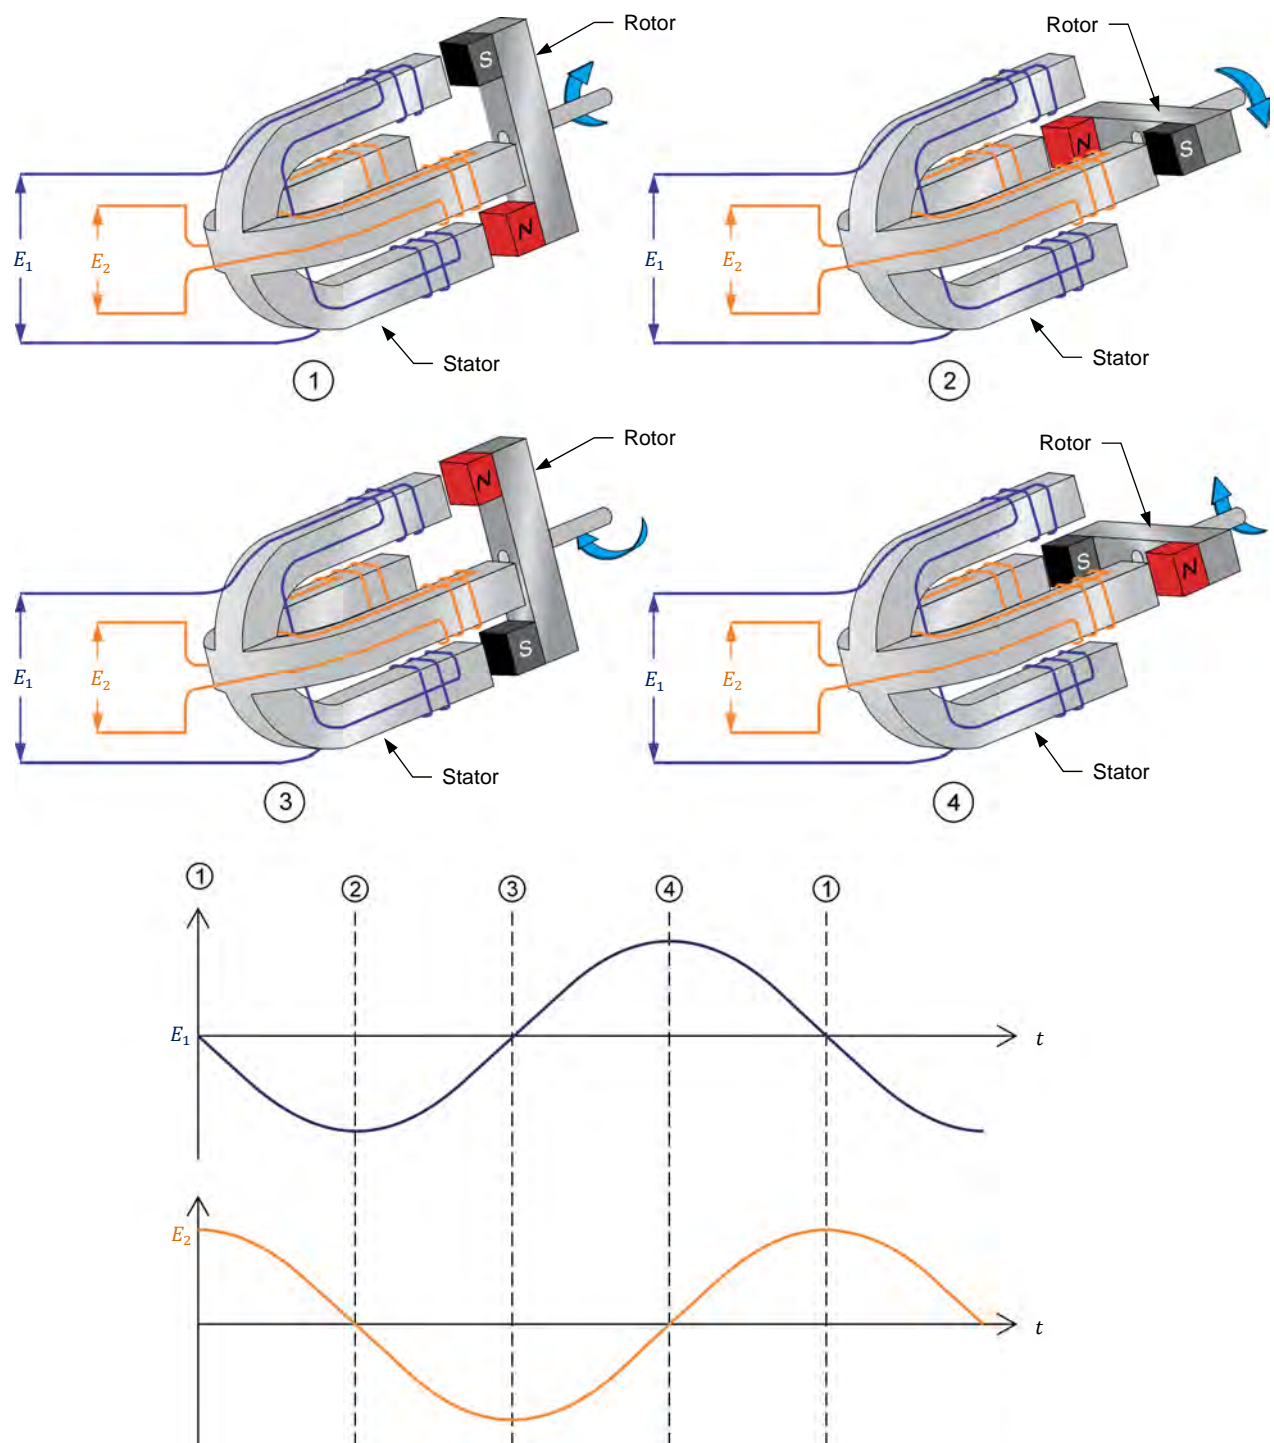 Rotor
S
N
E₁
E₂
Stator
1
Rotor
N
S
E₁
E₂
Stator
2
Rotor
N
S
E₁
E₂
Stator
3
Rotor
S
N
E₁
E₂
Stator
4
1 2 3 4 1
E₁ t
E₂
t